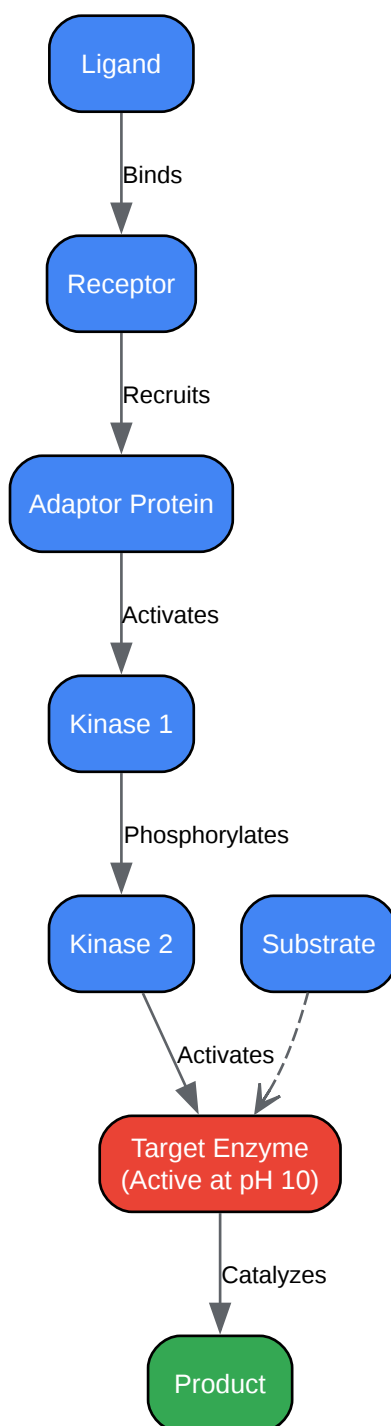 Ligand
Binds
Receptor
Recruits
Adaptor Protein
Activates
Kinase 1
Phosphorylates
Kinase 2
Substrate
Activates
Target Enzyme
(Active at pH 10)
Catalyzes
Product